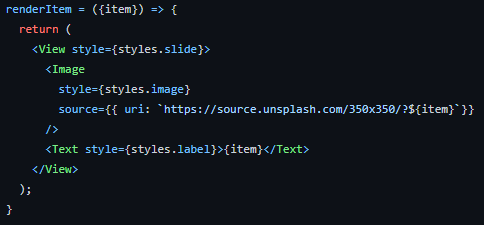 renderItem = ({item}) => {
  return (
    <View style={styles.slide}>
      <Image
        style={styles.image}
        source={{ uri: `https://source.unsplash.com/350x350/?${item}`}}
      />
      <Text style={styles.label}>{item}</Text>
    </View>
  );
}